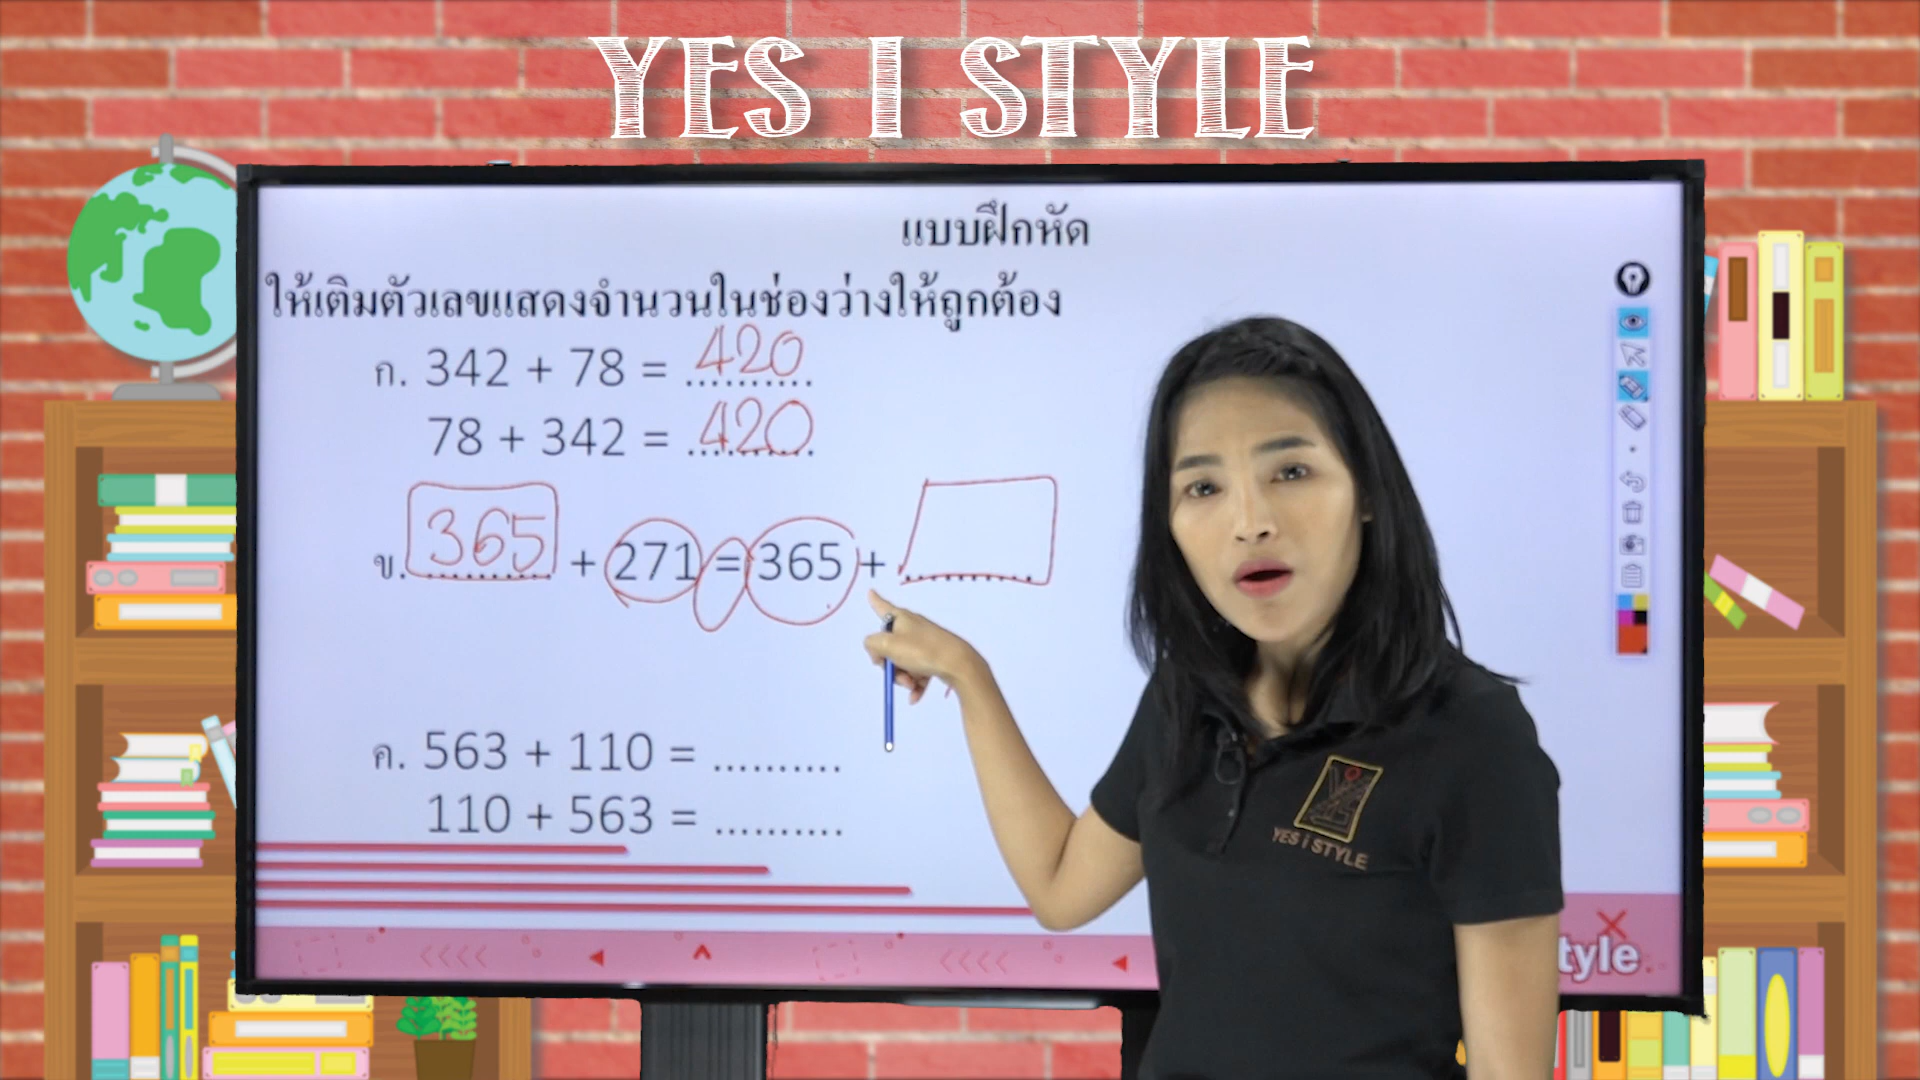 YES I STYLE
แบบฝึกหัด
ให้เติมตัวเลขแสดงจำนวนในช่องว่างให้ถูกต้อง
ก. 342 + 78 = 420
78 + 342 = 420
ข. 365 + 271 = 365 + ..........
ค. 563 + 110 = ..........
110 + 563 = ..........
YES i STYLE
tyle